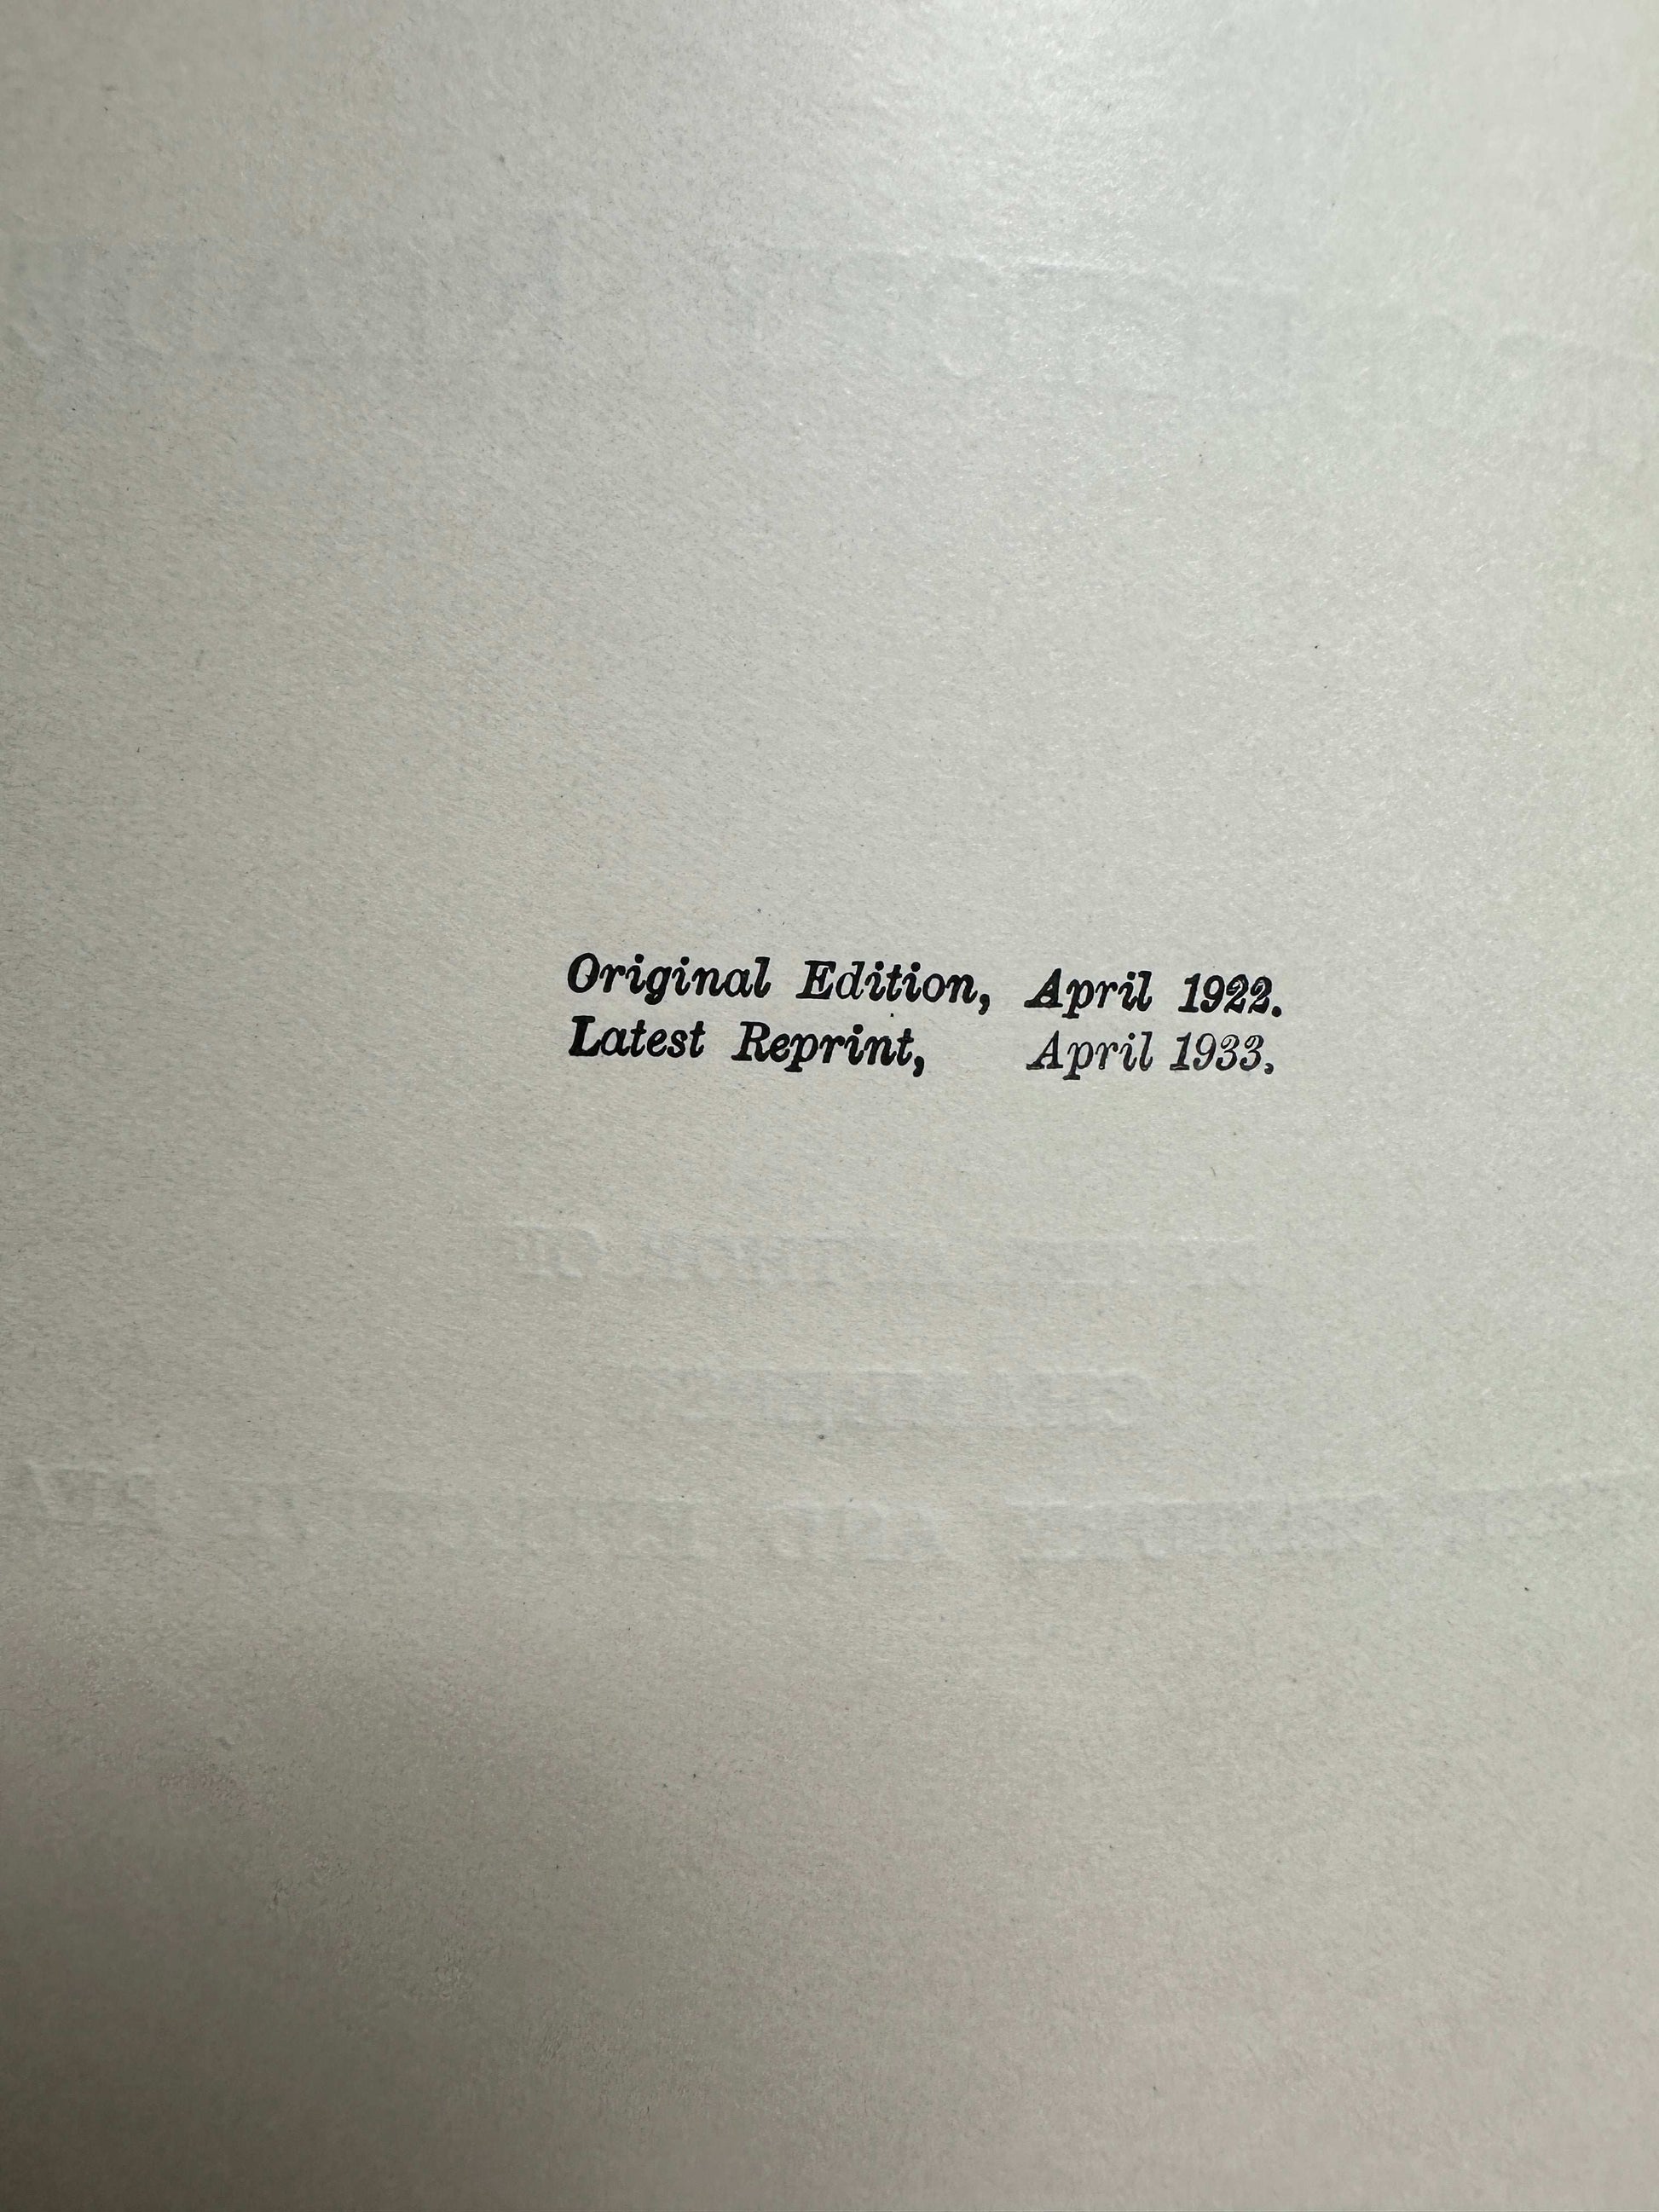 Original Edition, April 1922.
Latest Reprint, April 1933.